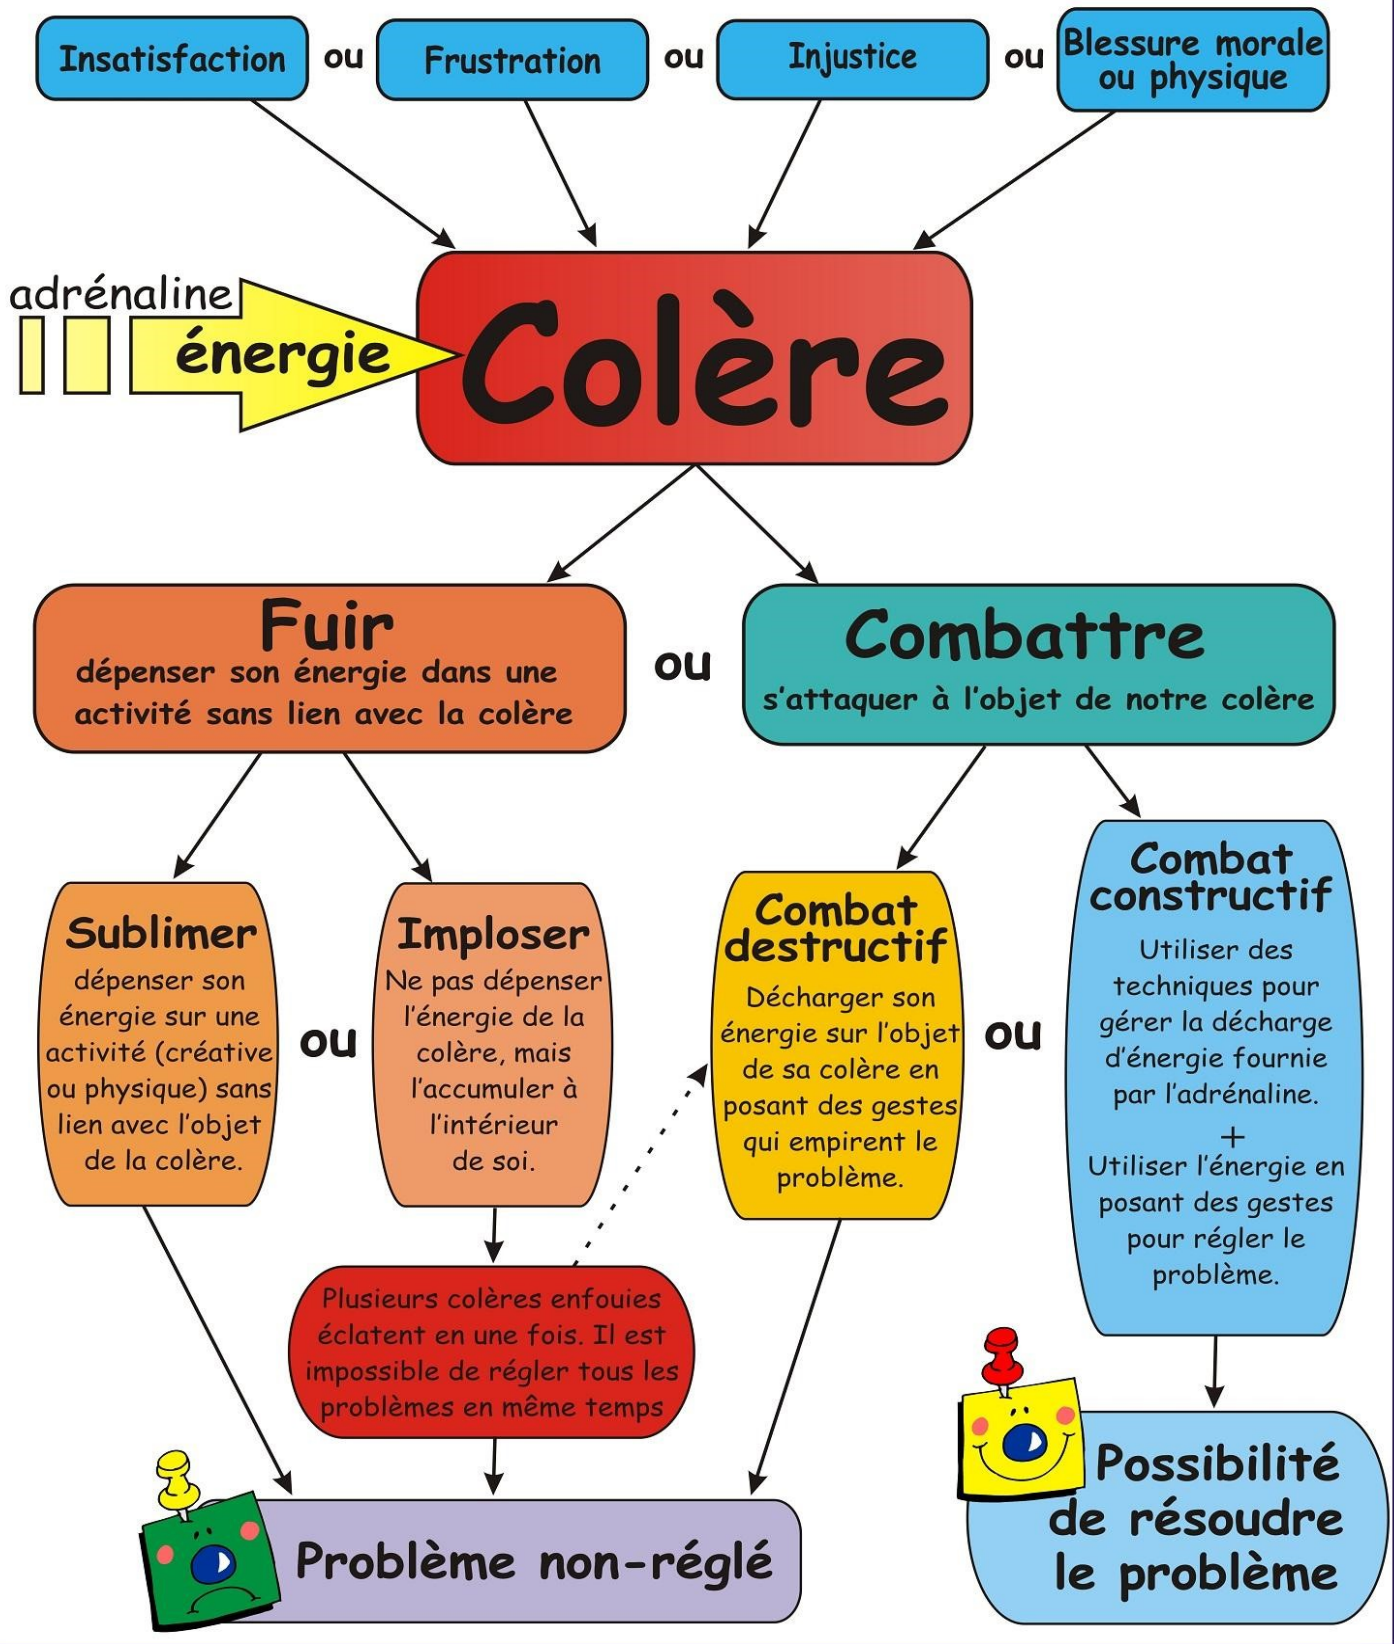 Insatisfaction
ou
Frustration
ou
Injustice
ou
Blessure morale
ou physique
adrénaline
énergie
Colère
Fuir
dépenser son énergie dans une
activité sans lien avec la colère
ou
Combattre
s'attaquer à l'objet de notre colère
Sublimer
dépenser son
énergie sur une
activité (créative
ou physique) sans
lien avec l'objet
de la colère.
ou
Imploser
Ne pas dépenser
l'énergie de la
colère, mais
l'accumuler à
l'intérieur
de soi.
Combat
destructif
Décharger son
énergie sur l'objet
de sa colère en
posant des gestes
qui empirent le
problème.
ou
Combat
constructif
Utiliser des
techniques pour
gérer la décharge
d'énergie fournie
par l'adrénaline.
+
Utiliser l'énergie en
posant des gestes
pour régler le
problème.
Plusieurs colères enfouies
éclatent en une fois. Il est
impossible de régler tous les
problèmes en même temps
Problème non-réglé
Possibilité
de résoudre
le problème